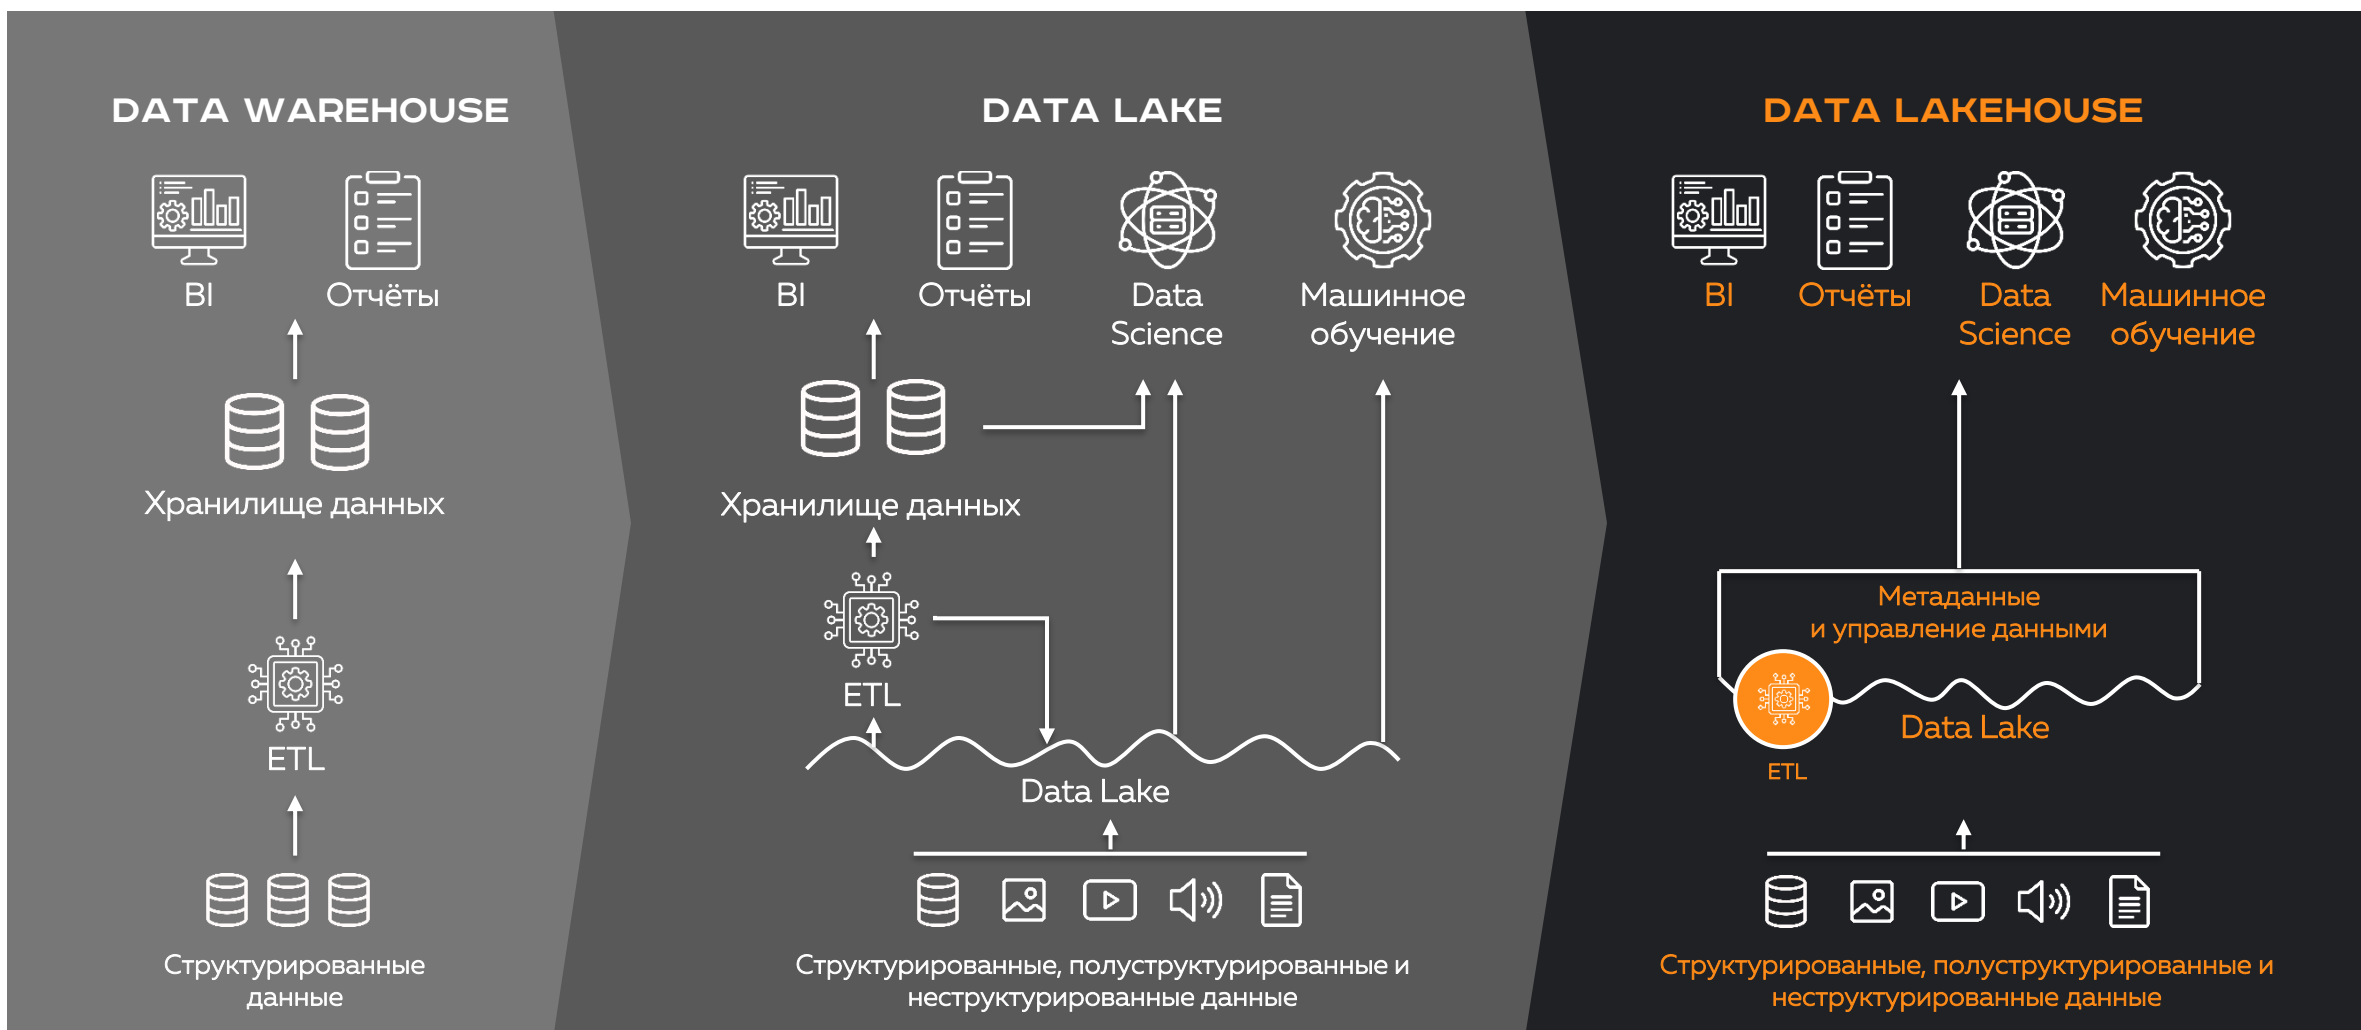 DATA WAREHOUSE
BI
Отчёты
Хранилище данных
ETL
Структурированные
данные
DATA LAKE
BI
Отчёты
Data
Science
Машинное
обучение
Хранилище данных
ETL
Data Lake
Структурированные, полуструктурированные и
неструктурированные данные
DATA LAKEHOUSE
BI
Отчёты
Data
Science
Машинное
обучение
Метаданные
и управление данными
Data Lake
ETL
Структурированные, полуструктурированные и
неструктурированные данные